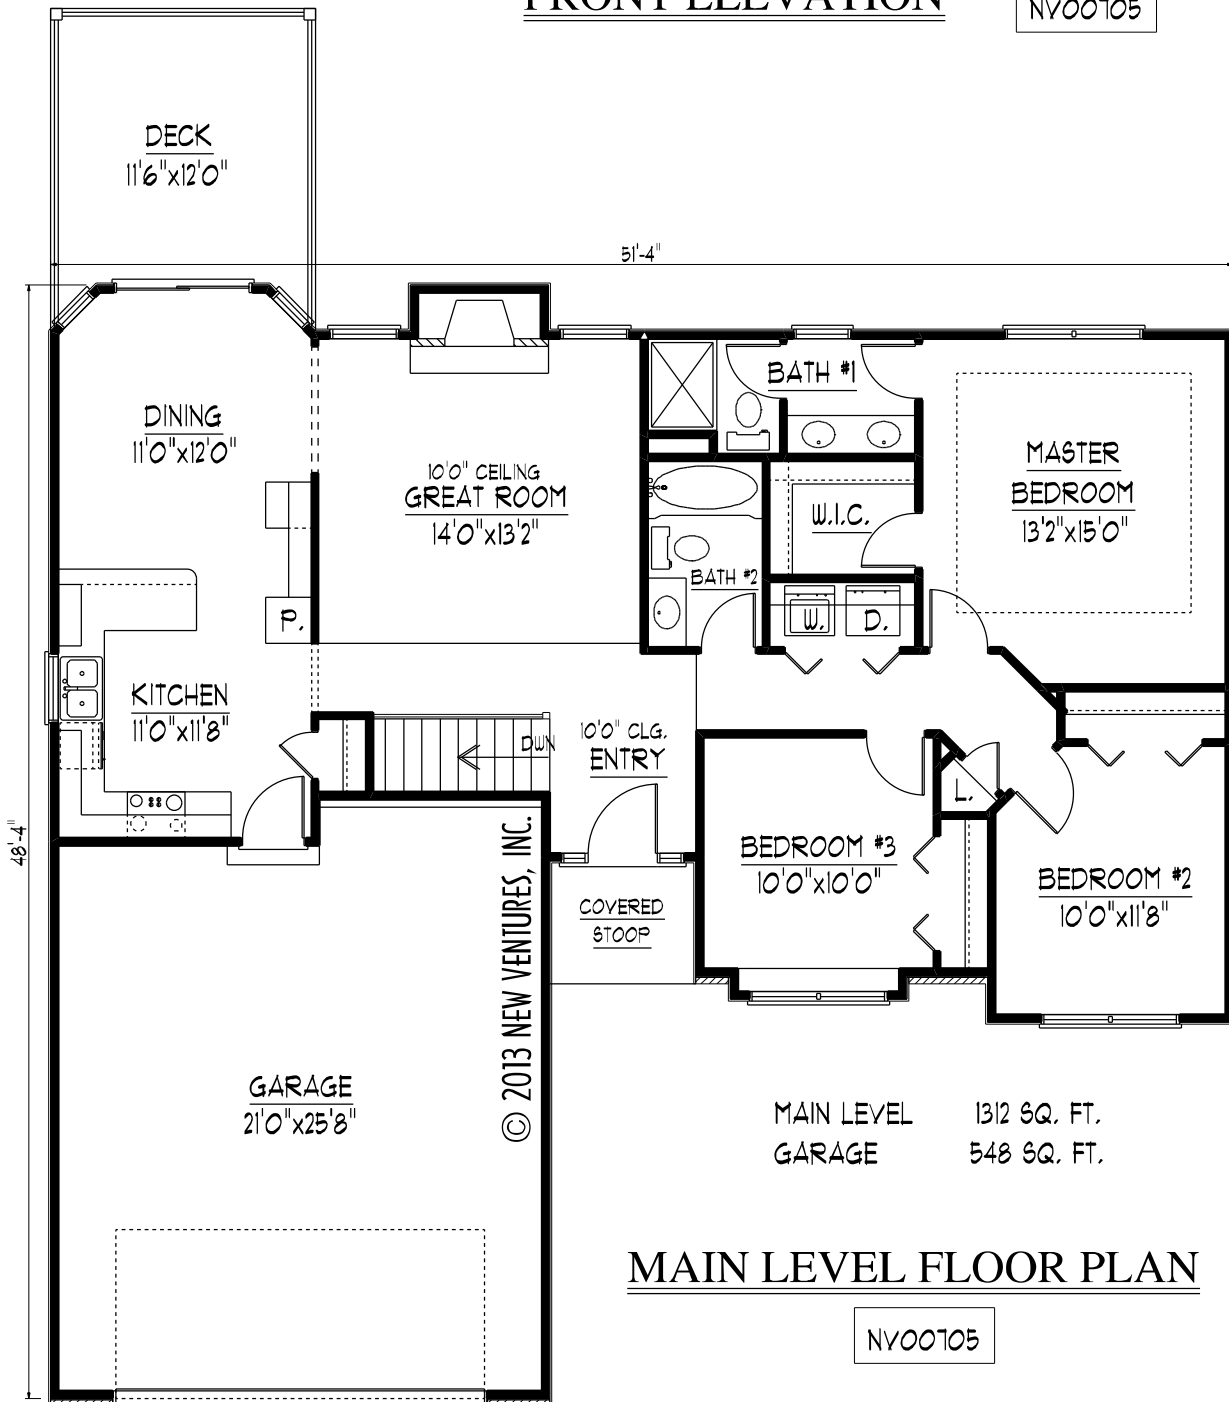 FRONT ELEVATION
NV00705
DECK
11'6"x12'0"
51'-4"
DINING
11'0"x12'0"
10'0" CEILING
GREAT ROOM
14'0"x13'2"
BATH #1
MASTER
BEDROOM
13'2"x15'0"
W.I.C.
BATH #2
P.
W.
D.
KITCHEN
11'0"x11'8"
DWN
10'0" CLG.
ENTRY
L.
48'-4"
BEDROOM #3
10'0"x10'0"
BEDROOM #2
10'0"x11'8"
COVERED
STOOP
© 2013 NEW VENTURES, INC.
GARAGE
21'0"x25'8"
MAIN LEVEL 1312 SQ. FT.
GARAGE 548 SQ. FT.
MAIN LEVEL FLOOR PLAN
NV00705